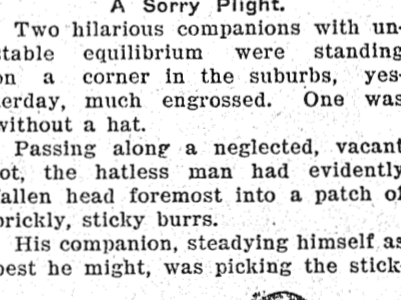 A Sorry Plight.
Two hilarious companions with un-
stable equilibrium were standing
on a corner in the suburbs, yes-
terday, much engrossed. One was
without a hat.
Passing along a neglected, vacant
lot, the hatless man had evidently
fallen head foremost into a patch of
prickly, sticky burrs.
His companion, steadying himself as
best he might, was picking the stick-